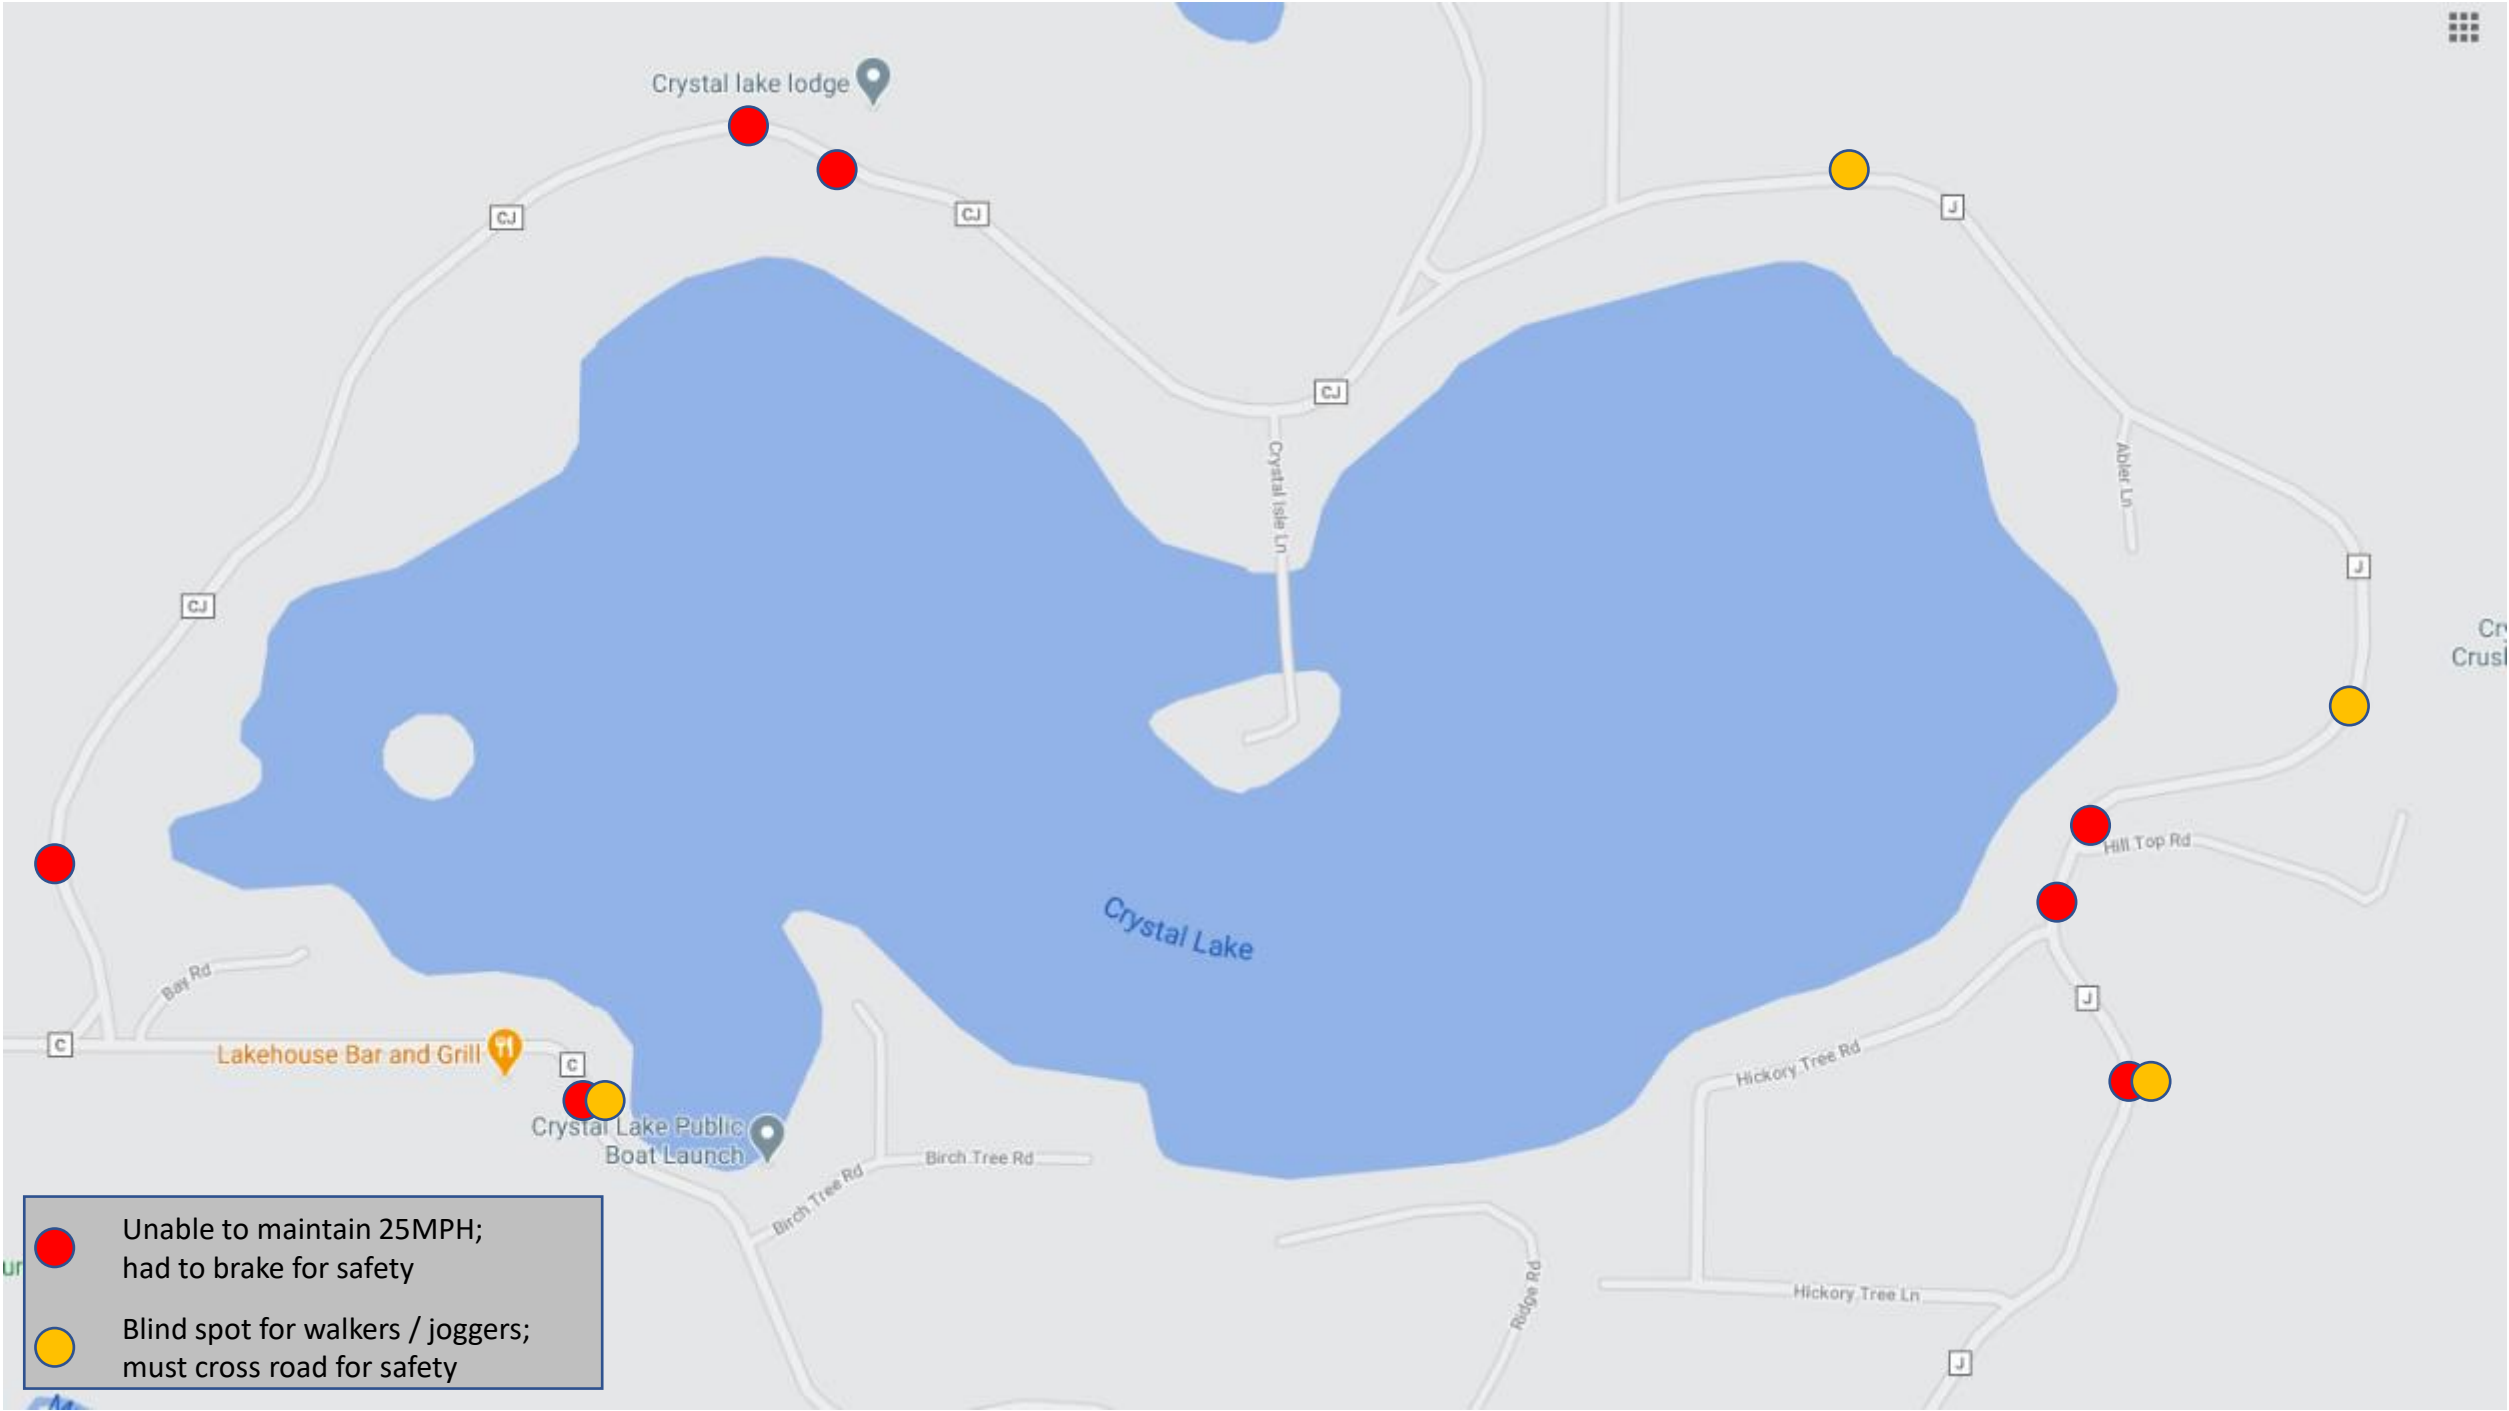 Crystal lake lodge
CJ
CJ
J
CJ
Crystal Isle Ln
Abler Ln
J
CJ
Crystal Lake
Hill Top Rd
Bay Rd
C
Lakehouse Bar and Grill
C
J
Hickory Tree Rd
Crystal Lake Public
Boat Launch
Birch Tree Rd
Birch Tree Rd
Ridge Rd
Hickory Tree Ln
J
Unable to maintain 25MPH;
had to brake for safety
Blind spot for walkers / joggers;
must cross road for safety